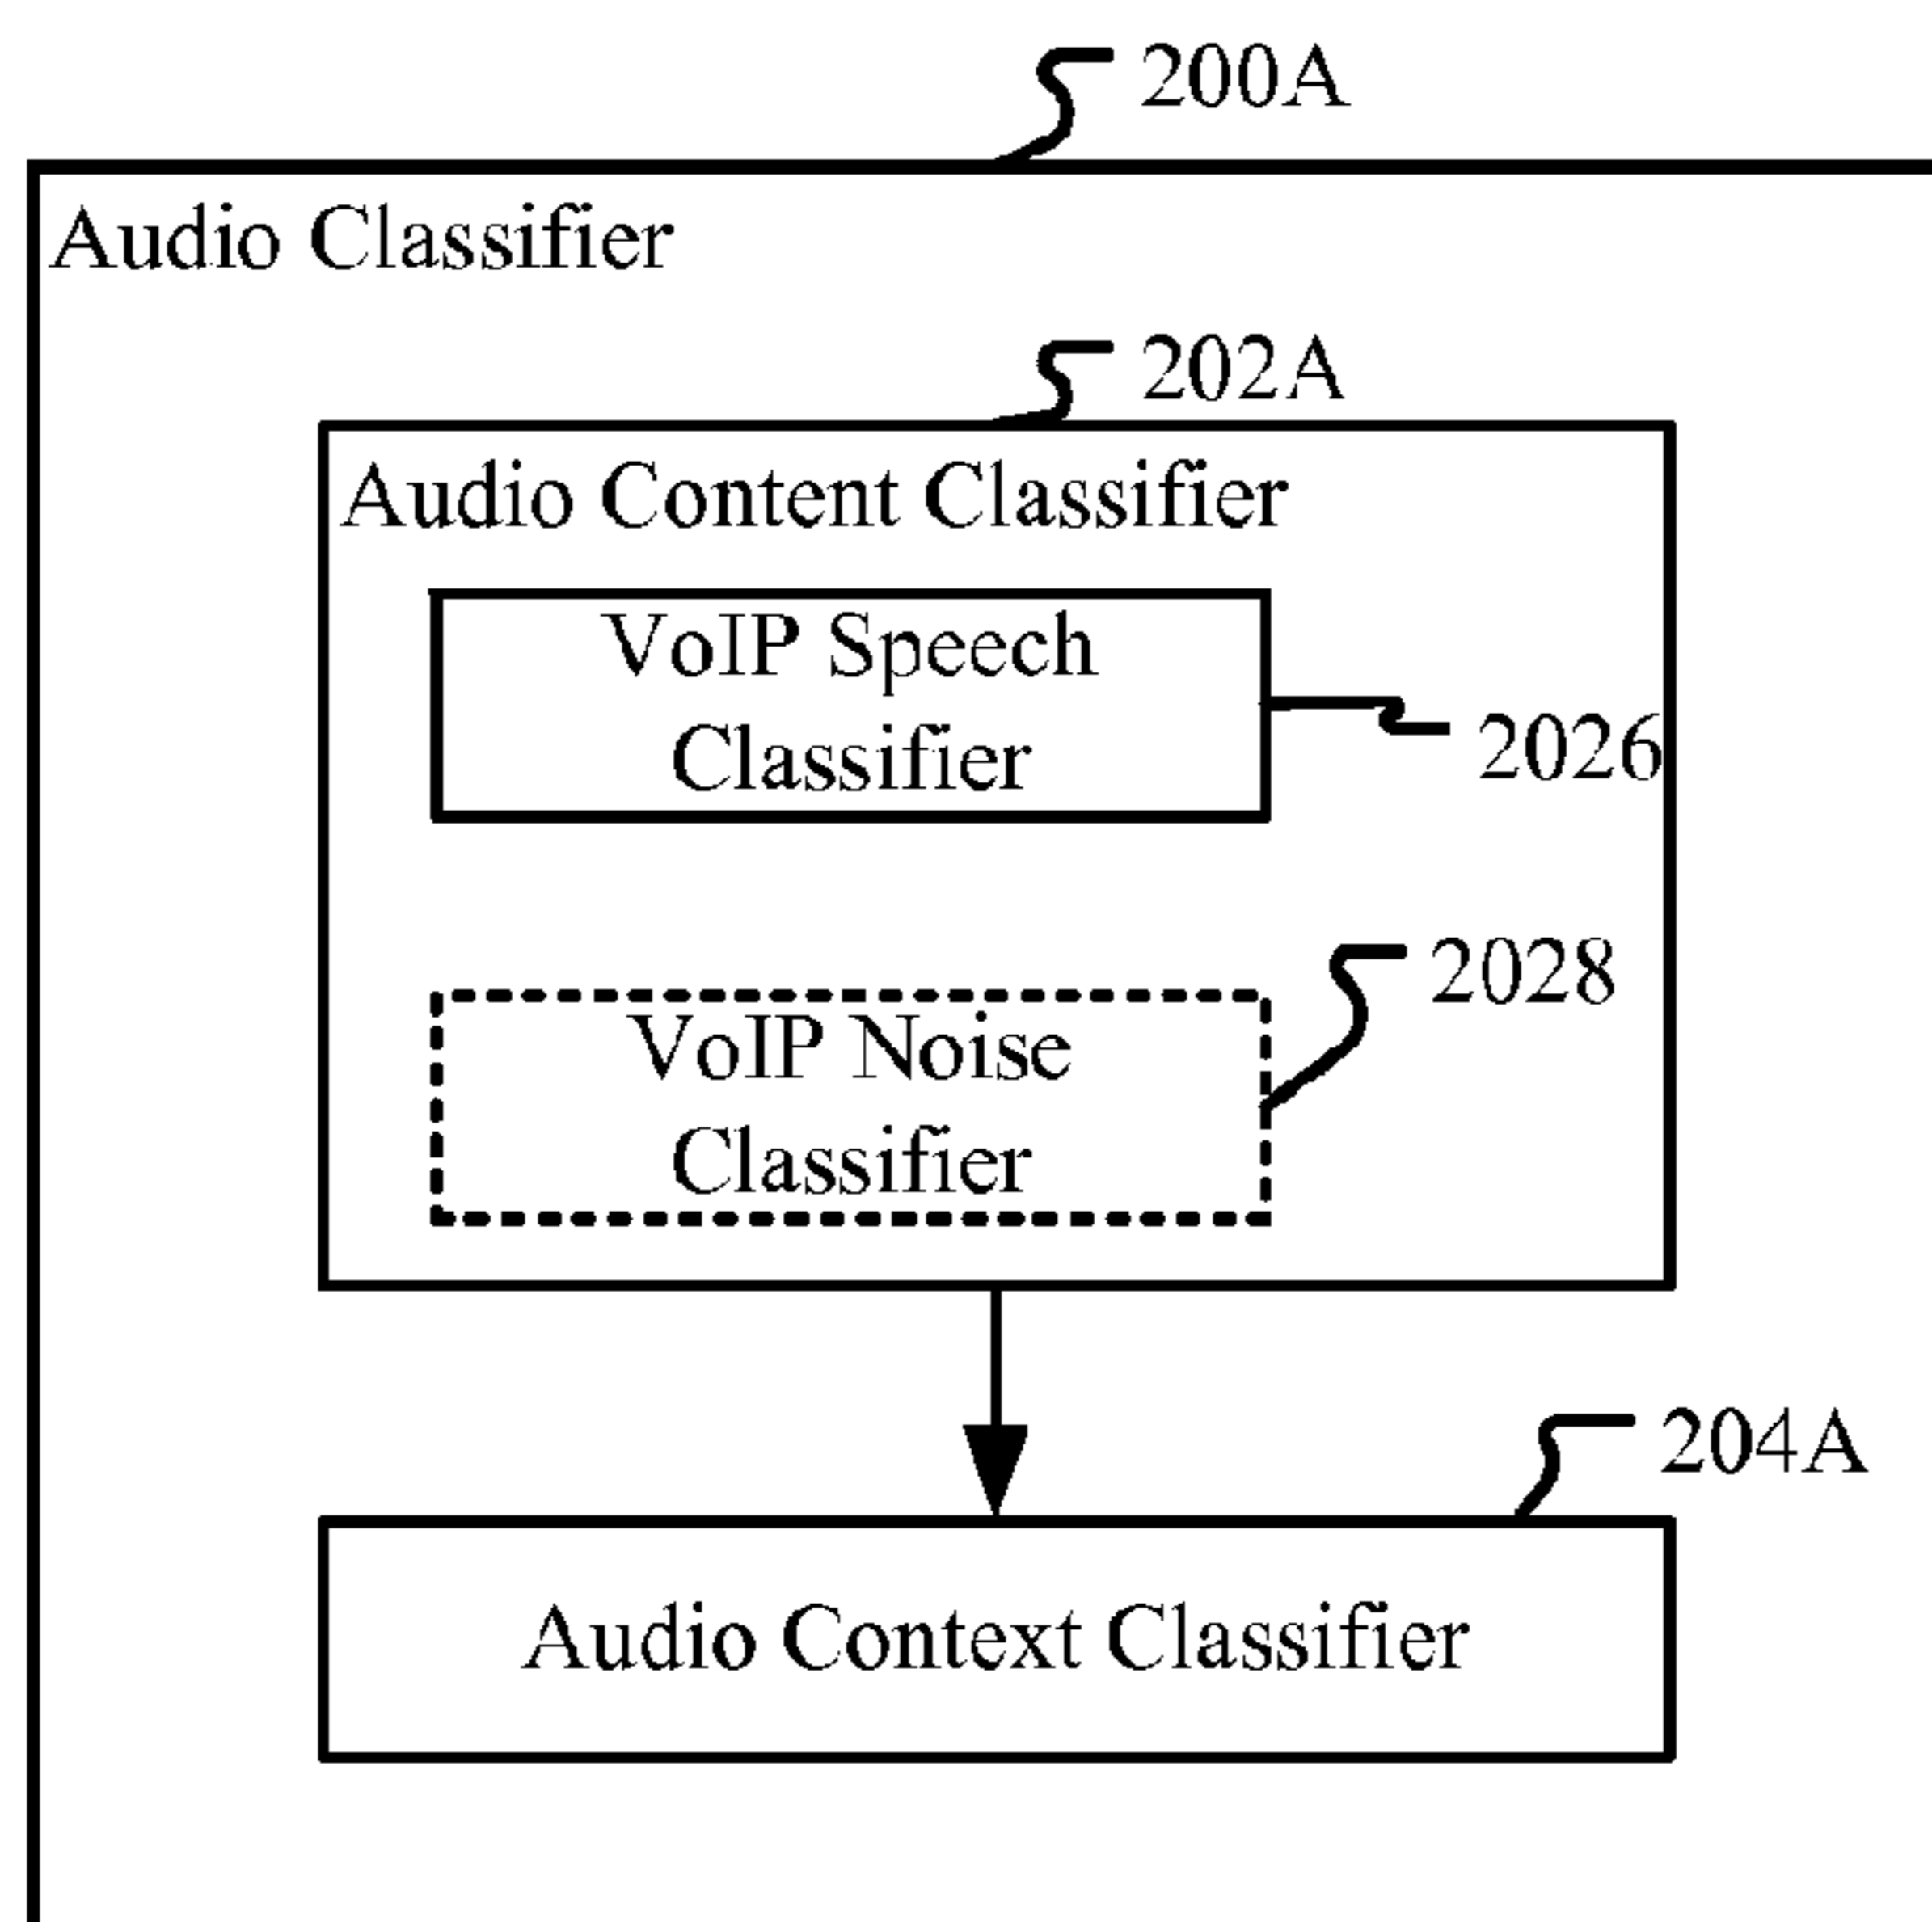 200A
Audio Classifier
202A
Audio Content Classifier
VoIP Speech
Classifier
2026
2028
VoIP Noise
Classifier
204A
Audio Context Classifier